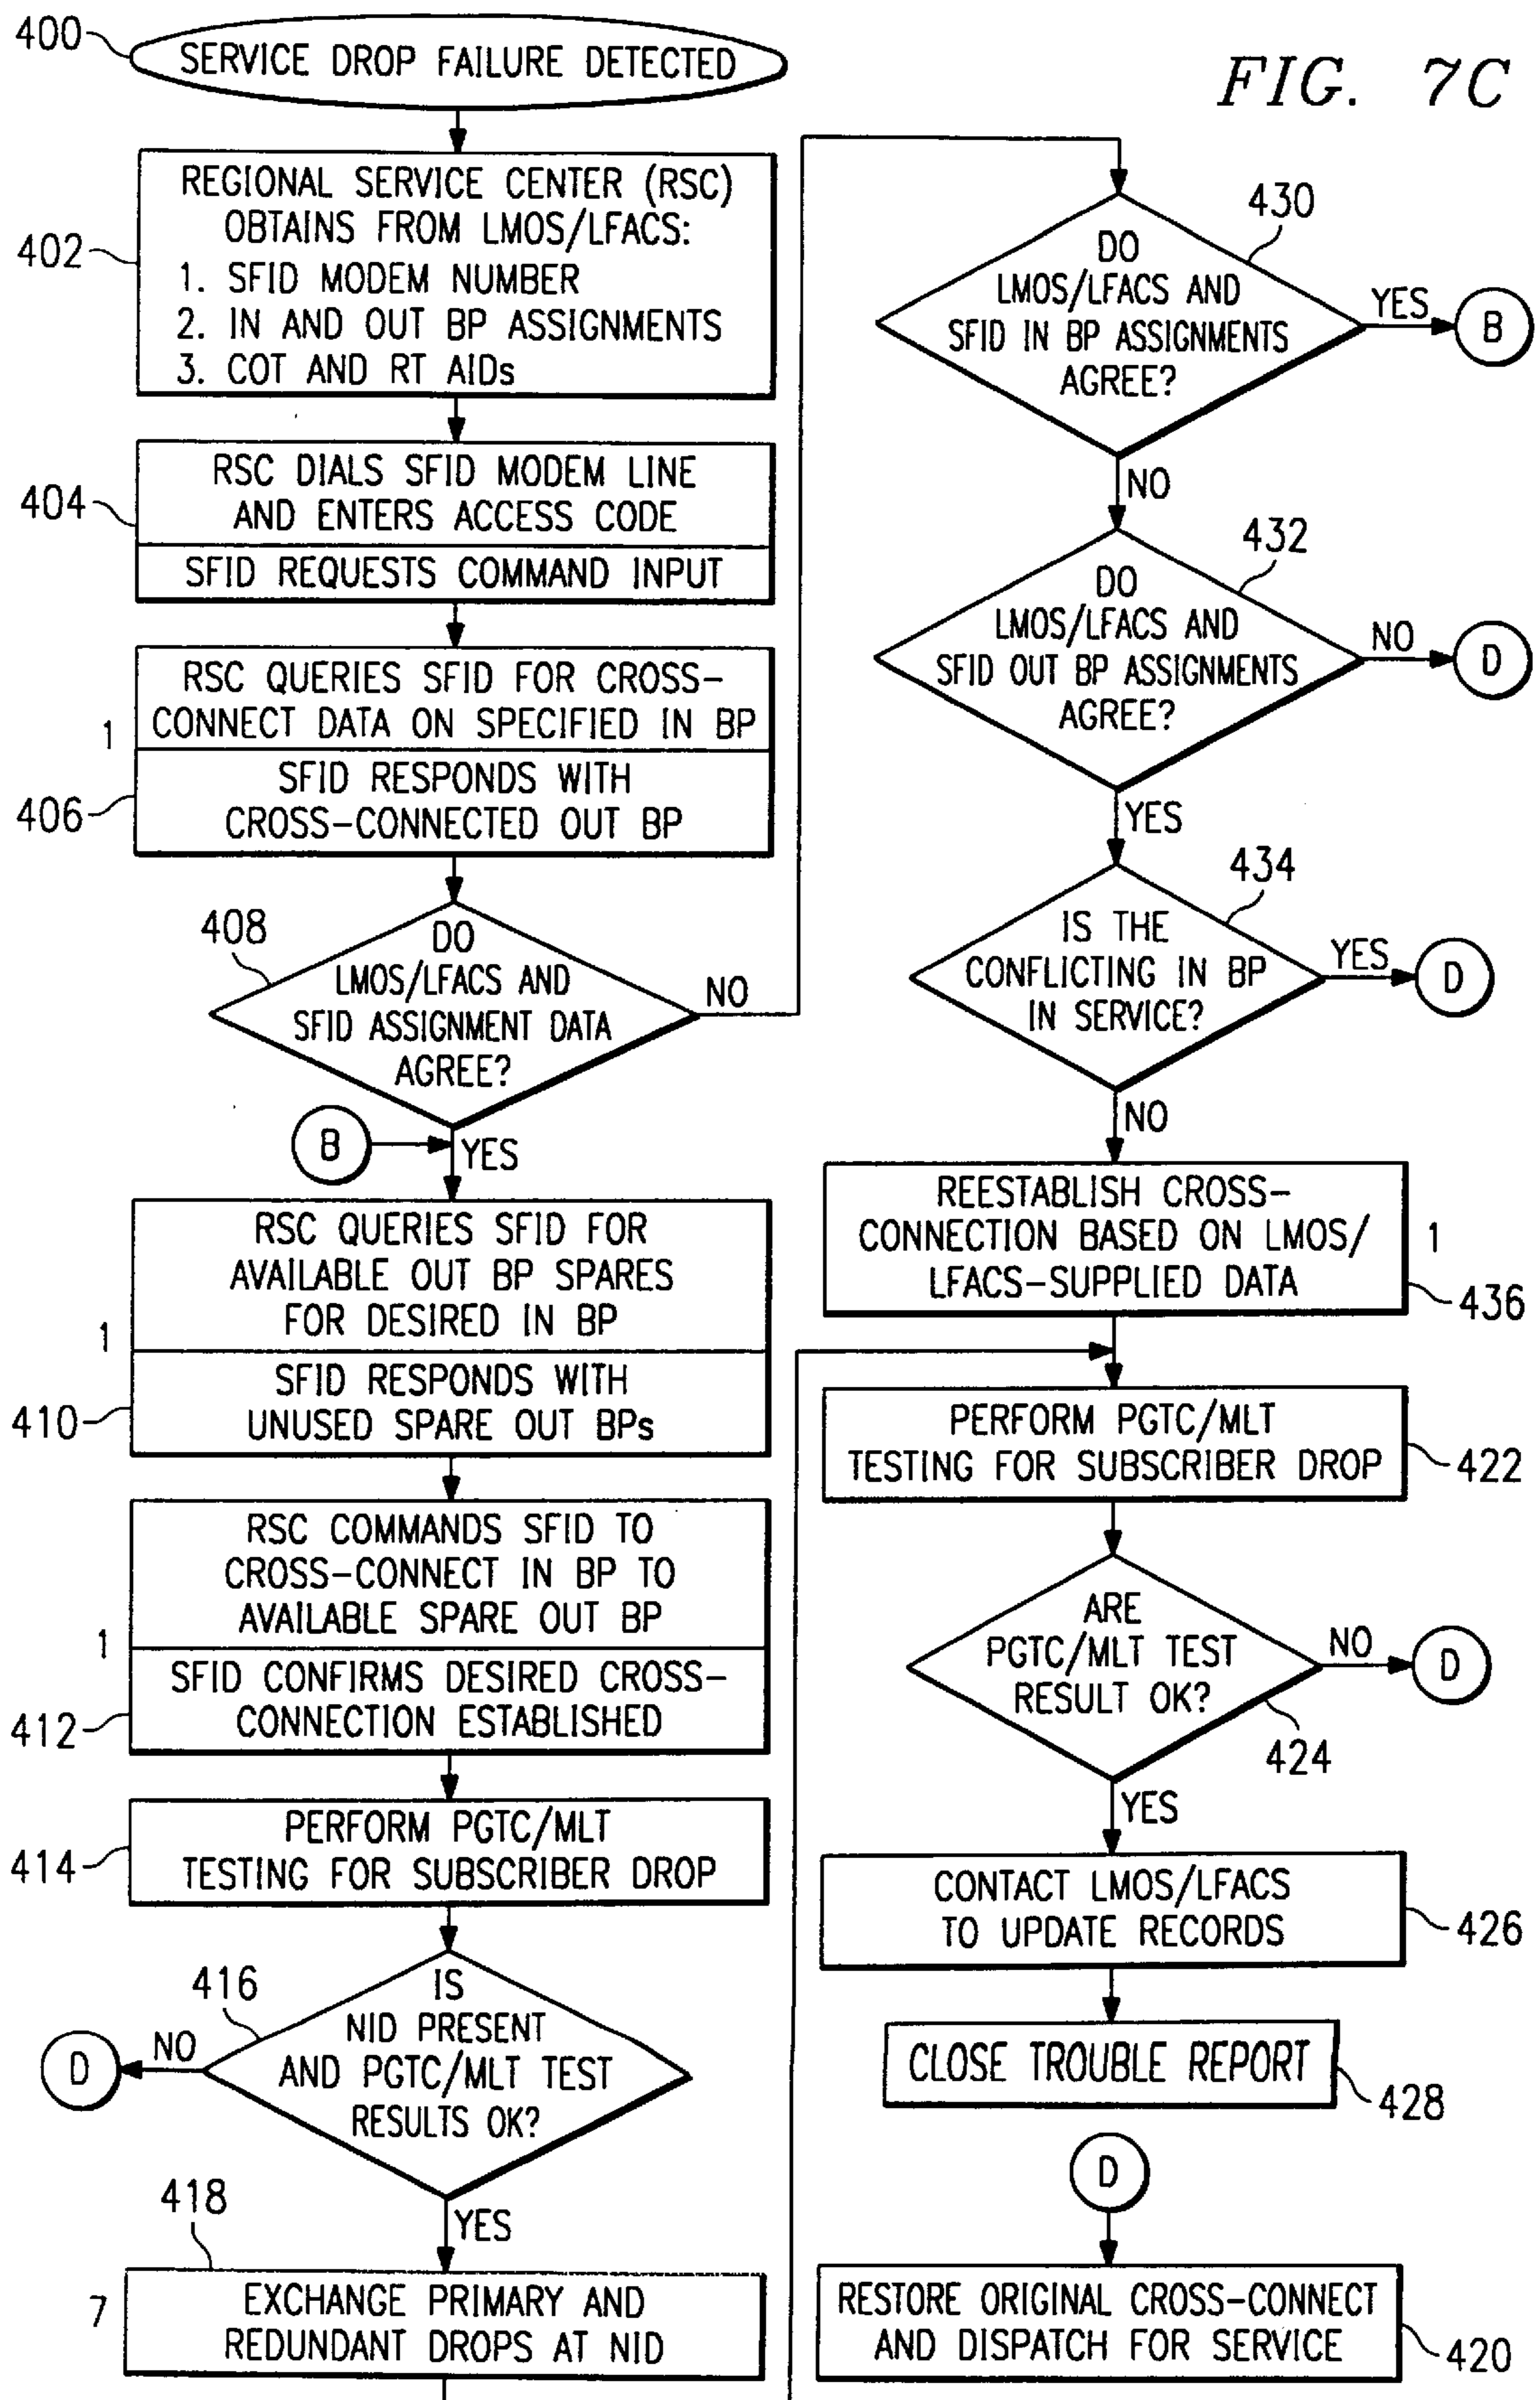 FIG. 7C
400
SERVICE DROP FAILURE DETECTED
402
REGIONAL SERVICE CENTER (RSC)
OBTAINS FROM LMOS/LFACS:
1. SFID MODEM NUMBER
2. IN AND OUT BP ASSIGNMENTS
3. COT AND RT AIDs
404
RSC DIALS SFID MODEM LINE
AND ENTERS ACCESS CODE
SFID REQUESTS COMMAND INPUT
RSC QUERIES SFID FOR CROSS-
CONNECT DATA ON SPECIFIED IN BP
1
SFID RESPONDS WITH
CROSS-CONNECTED OUT BP
406
408
DO
LMOS/LFACS AND
SFID ASSIGNMENT DATA
AGREE?
NO
B
YES
RSC QUERIES SFID FOR
AVAILABLE OUT BP SPARES
FOR DESIRED IN BP
1
SFID RESPONDS WITH
UNUSED SPARE OUT BPs
410
RSC COMMANDS SFID TO
CROSS-CONNECT IN BP TO
AVAILABLE SPARE OUT BP
1
SFID CONFIRMS DESIRED CROSS-
CONNECTION ESTABLISHED
412
PERFORM PGTC/MLT
TESTING FOR SUBSCRIBER DROP
414
416
IS
NID PRESENT
AND PGTC/MLT TEST
RESULTS OK?
NO
D
YES
418
7
EXCHANGE PRIMARY AND
REDUNDANT DROPS AT NID
430
DO
LMOS/LFACS AND
SFID IN BP ASSIGNMENTS
AGREE?
YES
B
NO
432
DO
LMOS/LFACS AND
SFID OUT BP ASSIGNMENTS
AGREE?
NO
D
YES
434
IS THE
CONFLICTING IN BP
IN SERVICE?
YES
D
NO
REESTABLISH CROSS-
CONNECTION BASED ON LMOS/
LFACS-SUPPLIED DATA
1
436
PERFORM PGTC/MLT
TESTING FOR SUBSCRIBER DROP
422
ARE
PGTC/MLT TEST
RESULT OK?
NO
D
424
YES
CONTACT LMOS/LFACS
TO UPDATE RECORDS
426
CLOSE TROUBLE REPORT
428
D
RESTORE ORIGINAL CROSS-CONNECT
AND DISPATCH FOR SERVICE
420